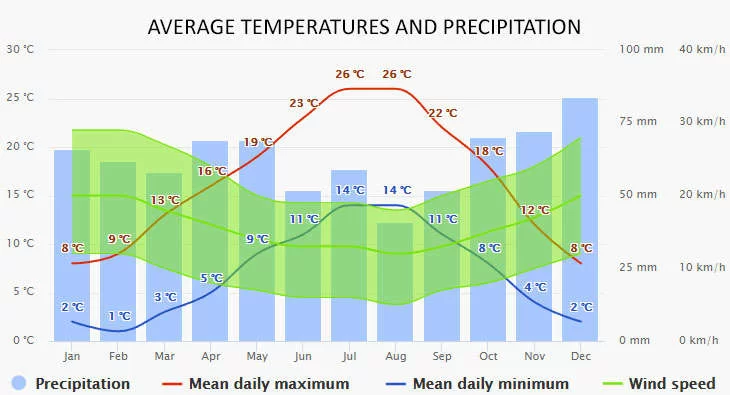 AVERAGE TEMPERATURES AND PRECIPITATION
30 °C 100 mm 40 km/h
26 °C 26 °C
25 °C 23 °C 22 °C 75 mm 30 km/h
20 °C 19 °C 18 °C
16 °C
15 °C 13 °C 14 °C 14 °C 12 °C 50 mm 20 km/h
11 °C 11 °C
10 °C 8 °C 9 °C 9 °C 8 °C 8 °C 25 mm 10 km/h
5 °C 5 °C 4 °C
2 °C 1 °C 3 °C 2 °C
0 °C 0 mm 0 km/h
Jan Feb Mar Apr May Jun Jul Aug Sep Oct Nov Dec
Precipitation Mean daily maximum Mean daily minimum Wind speed